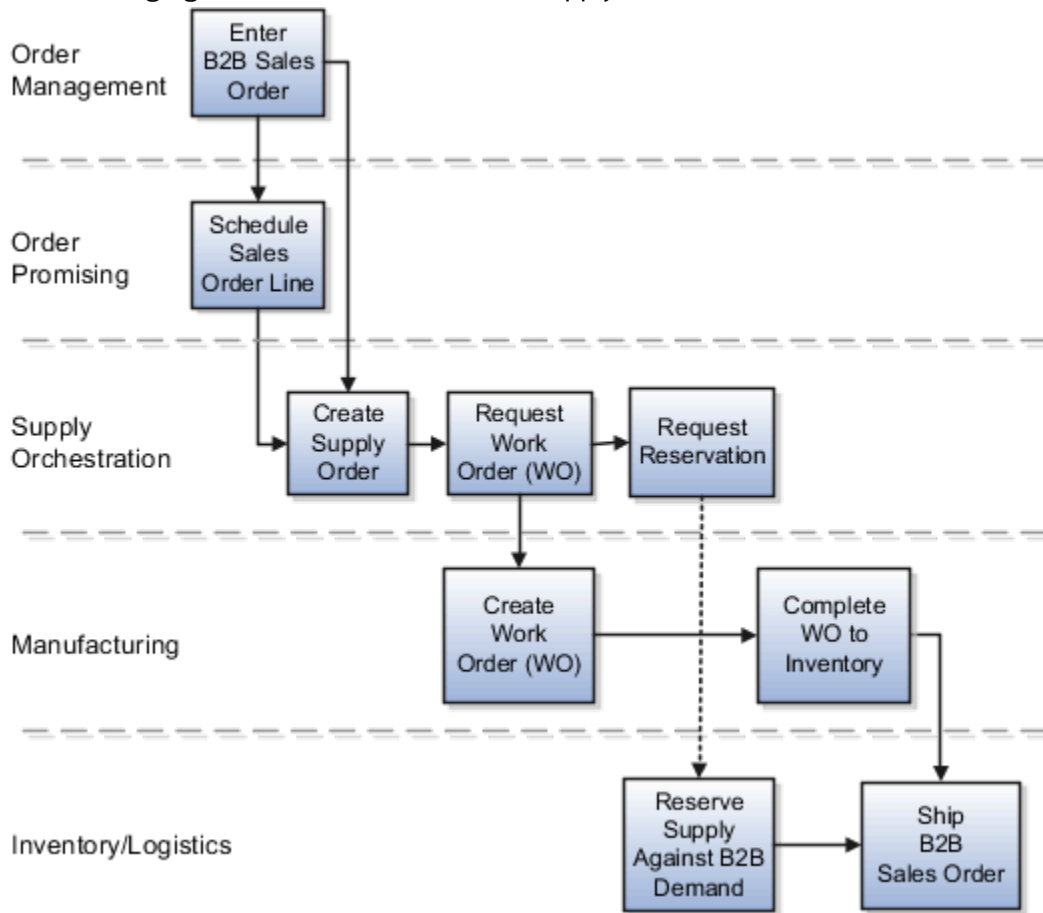 Order
Management
Enter
B2B Sales
Order
Order
Promising
Schedule
Sales
Order Line
Supply
Orchestration
Create
Supply
Order
Request
Work
Order (WO)
Request
Reservation
Manufacturing
Create
Work
Order (WO)
Complete
WO to
Inventory
Inventory/Logistics
Reserve
Supply
Against B2B
Demand
Ship
B2B
Sales Order